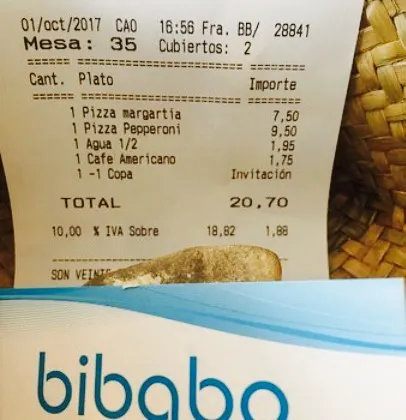 01/oct/2017 CAO 16:56 Fra. BB/ 28841
Mesa: 35 Cubiertos: 2
Cant. Plato Importe
1 Pizza margartia 7,50
1 Pizza Pepperoni 9,50
1 Agua 1/2 1,95
1 Cafe Americano 1,75
1 -1 Copa Invitación
TOTAL 20,70
10,00 % IVA Sobre 18,82 1,88
SON VEINTE
bibabo